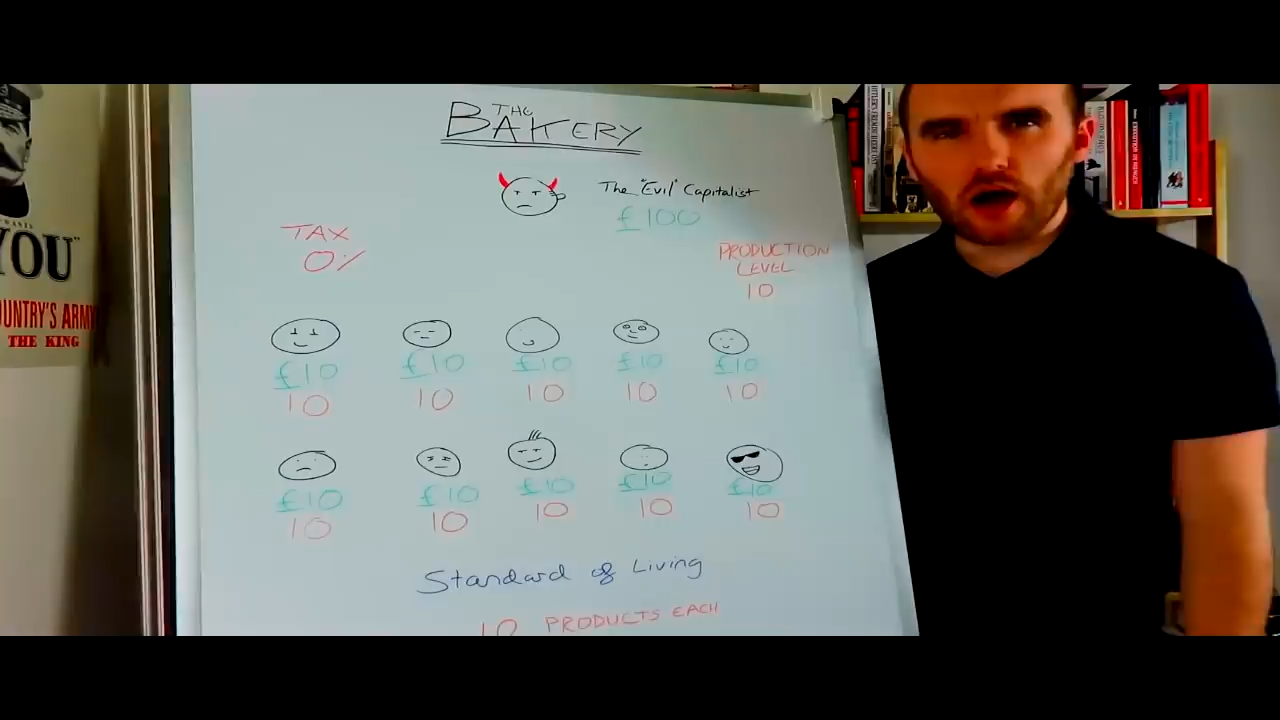 THE
BAKERY
The "Evil" Capitalist
£100
TAX
0%
PRODUCTION
LEVEL
10
£10 £10 £10 £10 £10
10 10 10 10 10
£10 £10 £10 £10 £10
10 10 10 10 10
Standard of Living
10 PRODUCTS EACH
WANTS
YOU"
OUNTRY'S ARMY
THE KING